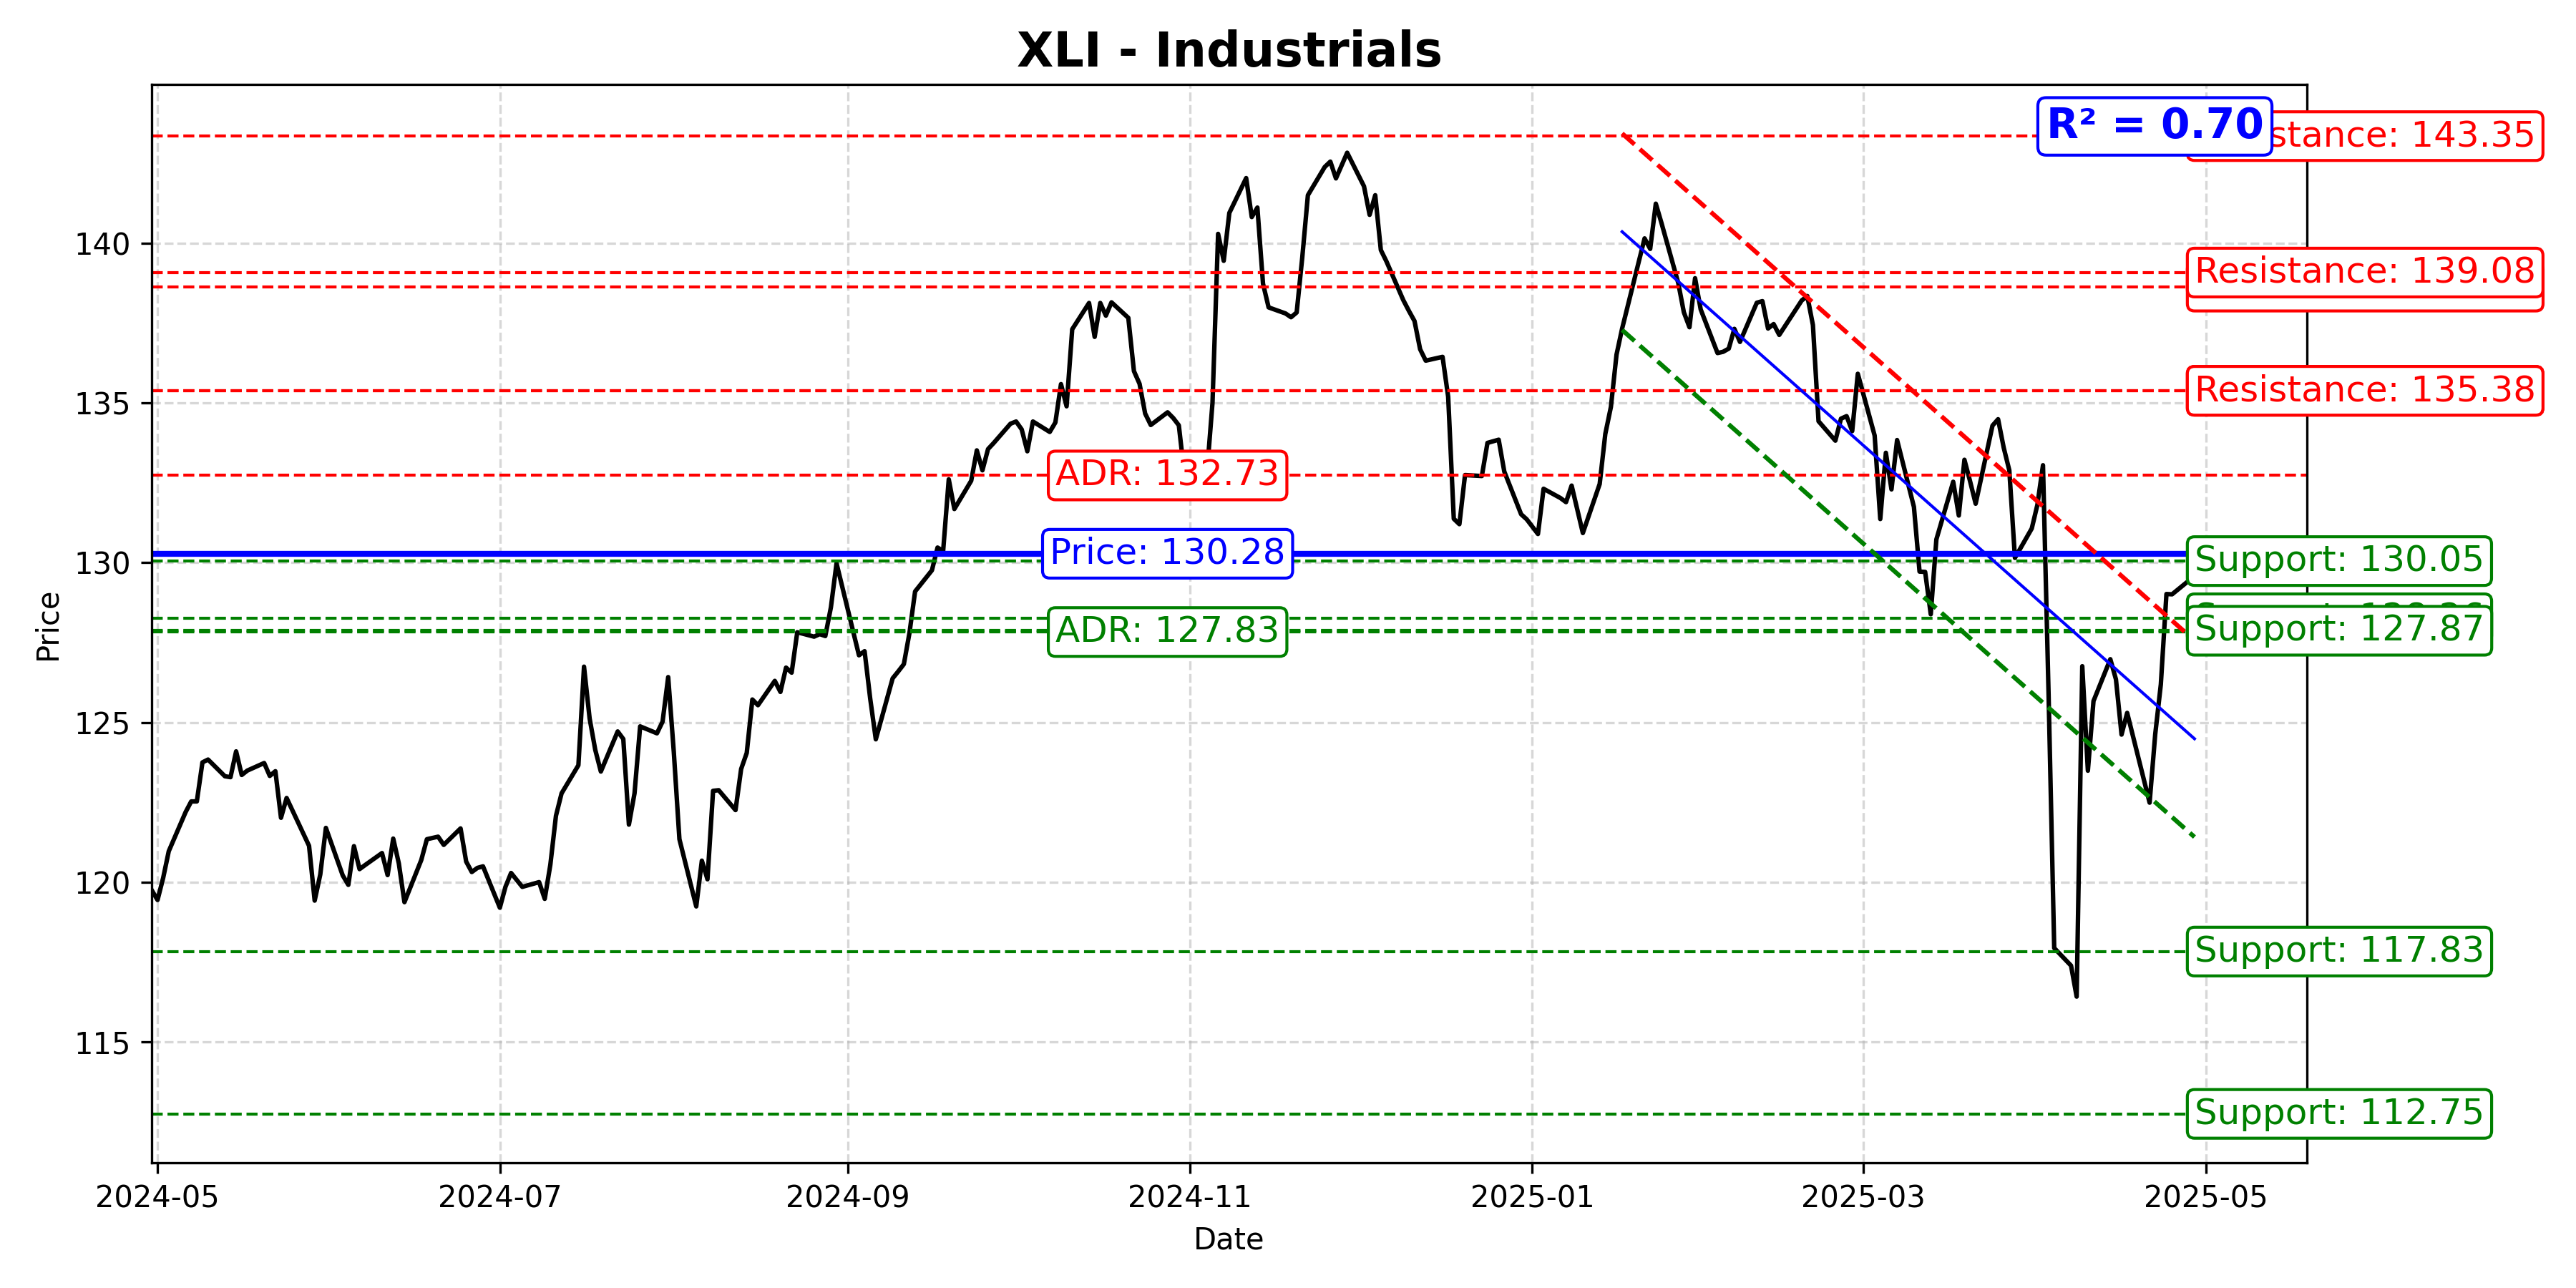 XLI - Industrials
R² = 0.70
stance: 143.35
Resistance: 139.08
Resistance: 135.38
ADR: 132.73
Price: 130.28
Support: 130.05
ADR: 127.83
Support: 127.87
Support: 117.83
Support: 112.75
Price
140
135
130
125
120
115
2024-05
2024-07
2024-09
2024-11
2025-01
2025-03
2025-05
Date